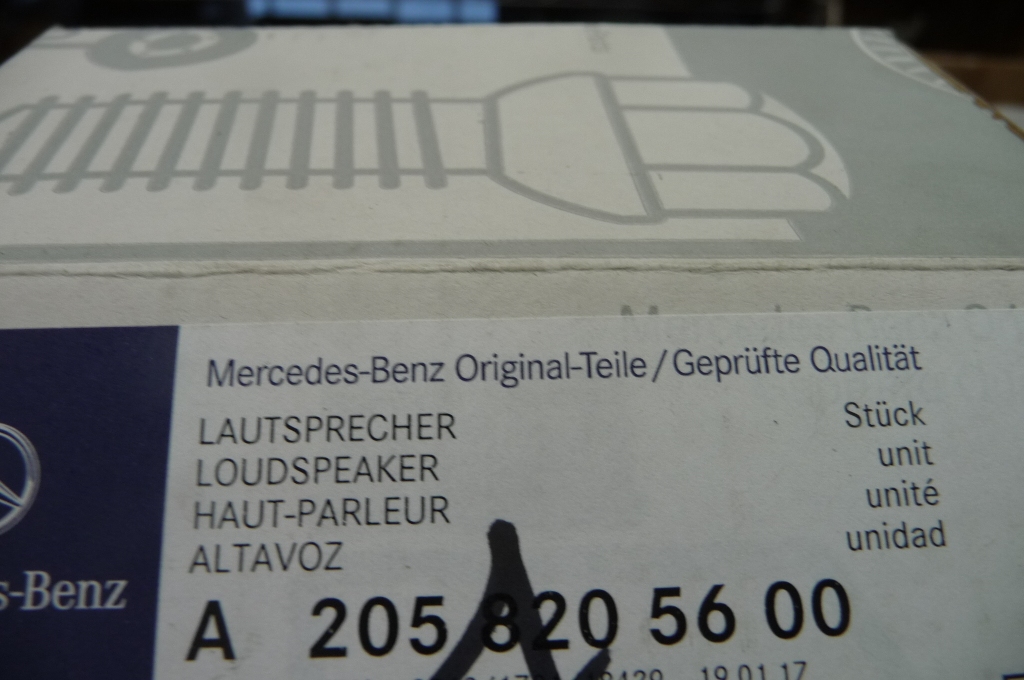 Mercedes-Benz Original-Teile / Geprüfte Qualität
LAUTSPRECHER Stück
LOUDSPEAKER unit
HAUT-PARLEUR unité
ALTAVOZ unidad
s-Benz
A 205 820 56 00
19.01.17